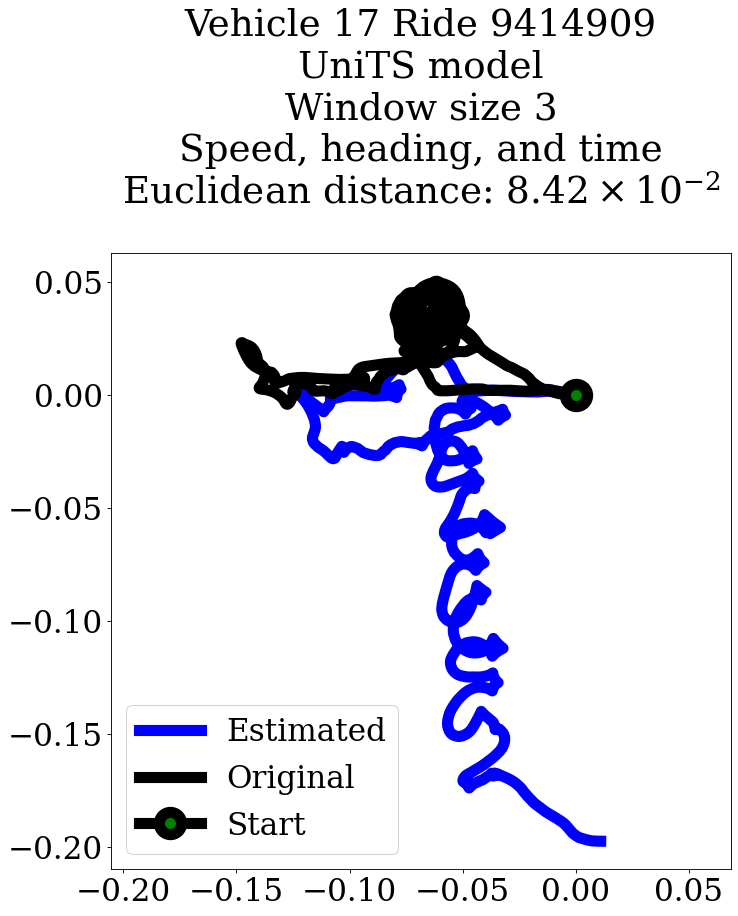 Vehicle 17 Ride 9414909
UniTS model
Window size 3
Speed, heading, and time
Euclidean distance: 8.42 × 10⁻²
0.05
0.00
−0.05
−0.10
−0.15
−0.20
Estimated
Original
Start
−0.20 −0.15 −0.10 −0.05 0.00 0.05